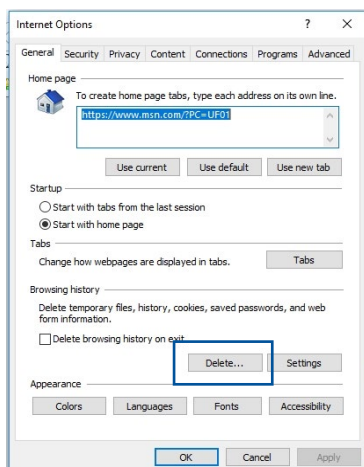 Internet Options ? X
General Security Privacy Content Connections Programs Advanced
Home page
To create home page tabs, type each address on its own line.
https://www.msn.com/?PC=UF01
Use current Use default Use new tab
Startup
Start with tabs from the last session
Start with home page
Tabs
Change how webpages are displayed in tabs. Tabs
Browsing history
Delete temporary files, history, cookies, saved passwords, and web
form information.
Delete browsing history on exit
Delete... Settings
Appearance
Colors Languages Fonts Accessibility
OK Cancel Apply